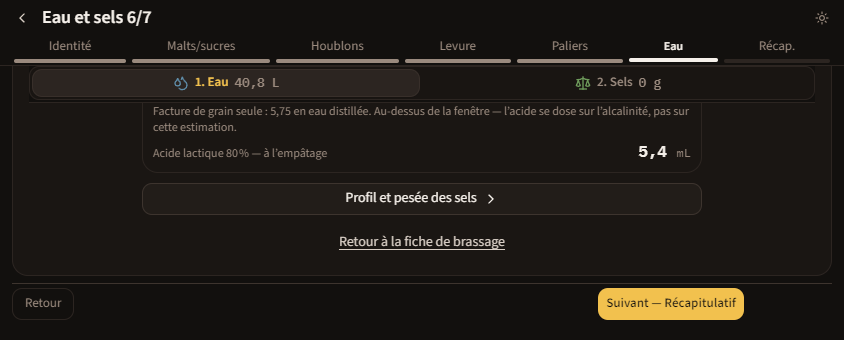 Eau et sels 6/7
Identité
Malts/sucres
Houblons
Levure
Paliers
Eau
Récap.
1. Eau 40,8 L
2. Sels 0 g
Facture de grain seule : 5,75 en eau distillée. Au-dessus de la fenêtre — l'acide se dose sur l'alcalinité, pas sur
cette estimation.
Acide lactique 80 % — à l'empâtage
5,4 mL
Profil et pesée des sels
Retour à la fiche de brassage
Retour
Suivant — Récapitulatif